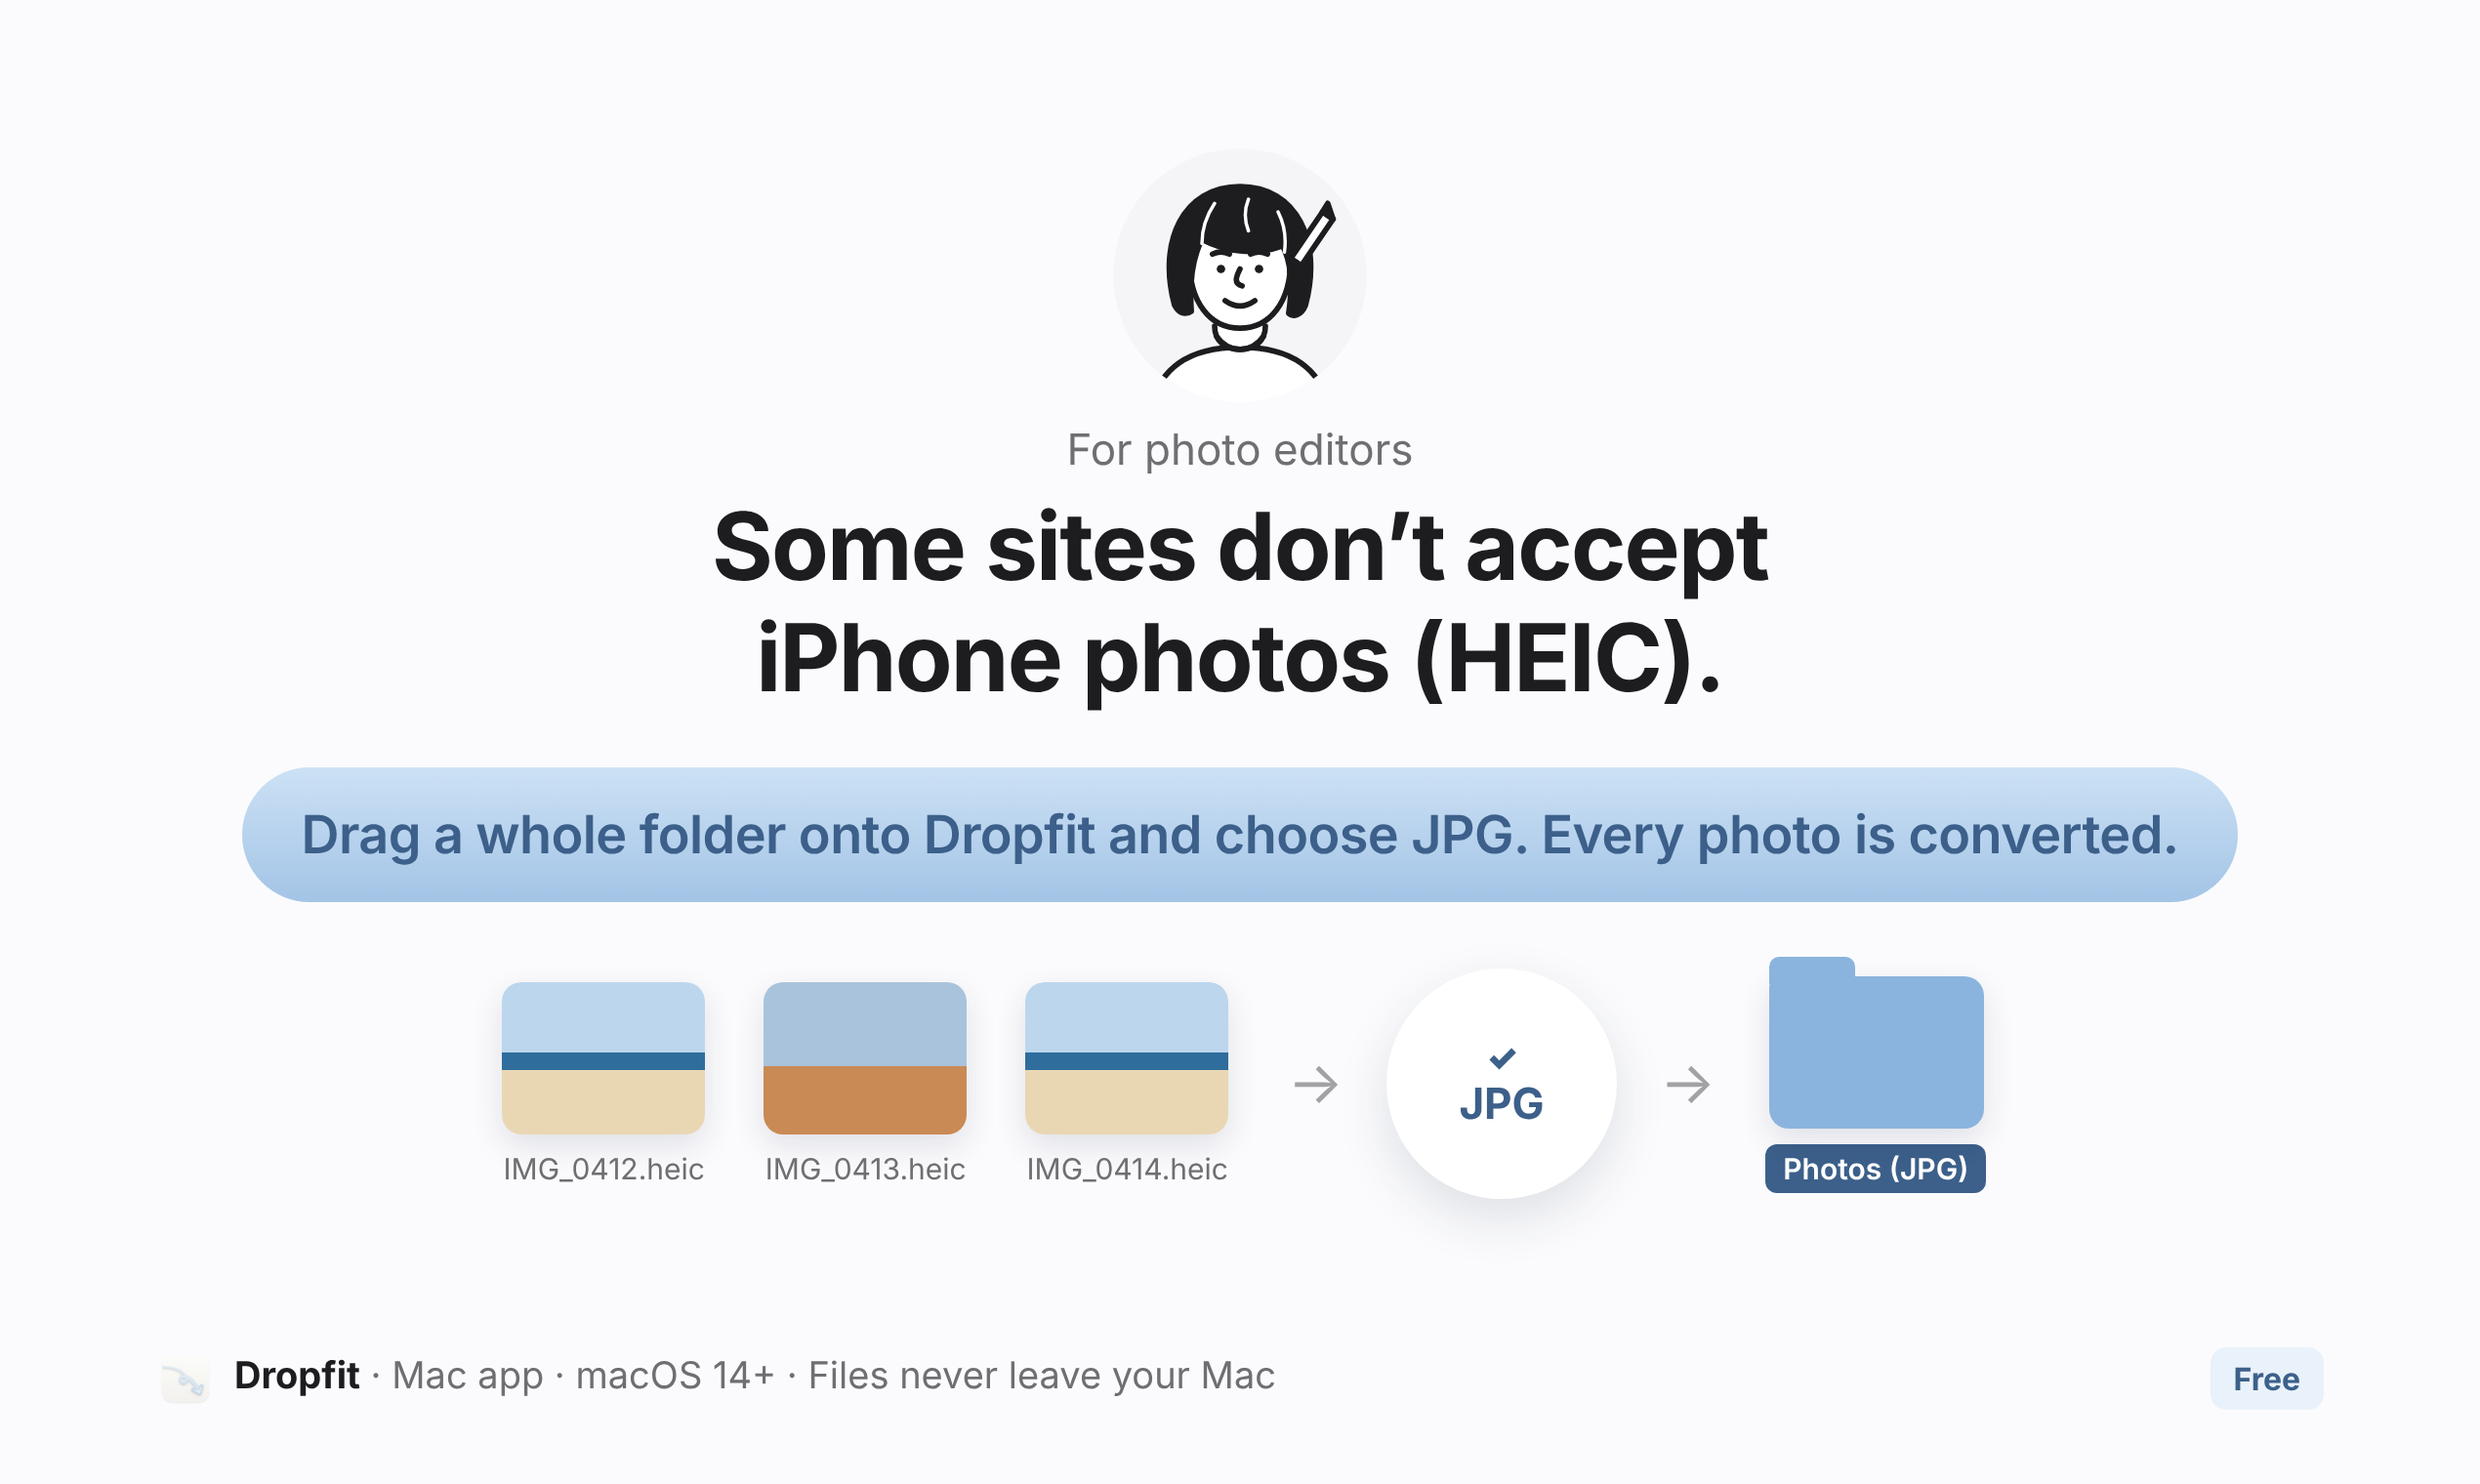 For photo editors
Some sites don’t accept
iPhone photos (HEIC).
Drag a whole folder onto Dropfit and choose JPG. Every photo is converted.
JPG
IMG_0412.heic
IMG_0413.heic
IMG_0414.heic
Photos (JPG)
Dropfit · Mac app · macOS 14+ · Files never leave your Mac
Free